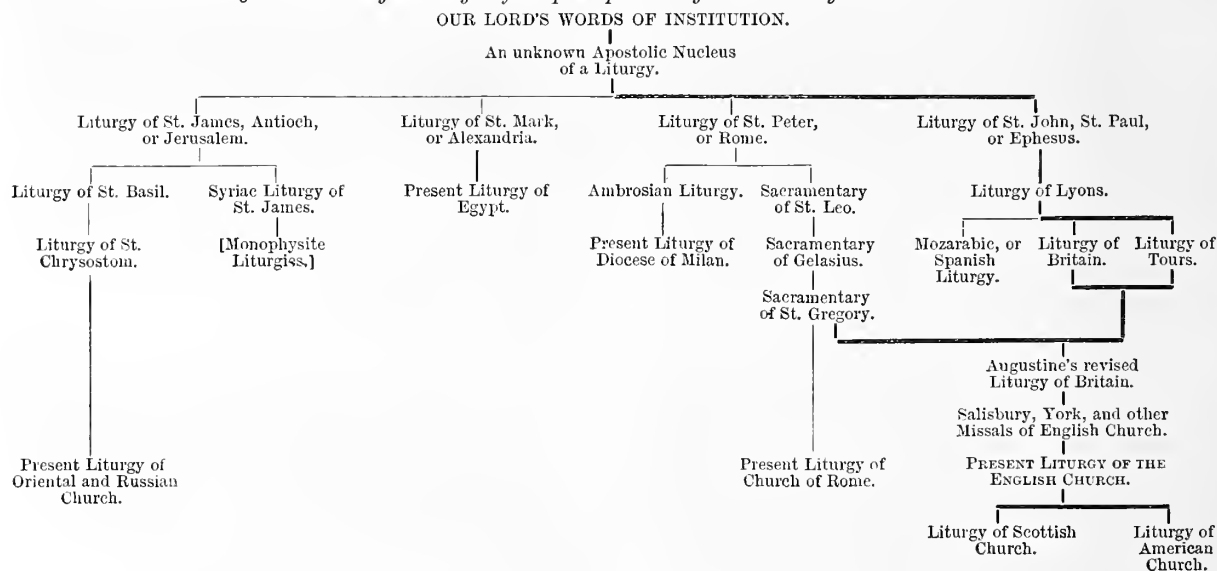 OUR LORD'S WORDS OF INSTITUTION.
An unknown Apostolic Nucleus
of a Liturgy.
Liturgy of St. James, Antioch,
or Jerusalem.
Liturgy of St. Mark,
or Alexandria.
Liturgy of St. Peter,
or Rome.
Liturgy of St. John, St. Paul,
or Ephesus.
Liturgy of St. Basil.
Syriac Liturgy of
St. James.
Present Liturgy of
Egypt.
Ambrosian Liturgy.
Sacramentary
of St. Leo.
Liturgy of Lyons.
Liturgy of St.
Chrysostom.
[Monophysite
Liturgies.]
Present Liturgy of
Diocese of Milan.
Sacramentary
of Gelasius.
Mozarabic, or
Spanish
Liturgy.
Liturgy of
Britain.
Liturgy of
Tours.
Sacramentary
of St. Gregory.
Augustine's revised
Liturgy of Britain.
Salisbury, York, and other
Missals of English Church.
Present Liturgy of
Oriental and Russian
Church.
Present Liturgy of
Church of Rome.
PRESENT LITURGY OF THE
ENGLISH CHURCH.
Liturgy of Scottish
Church.
Liturgy of
American
Church.